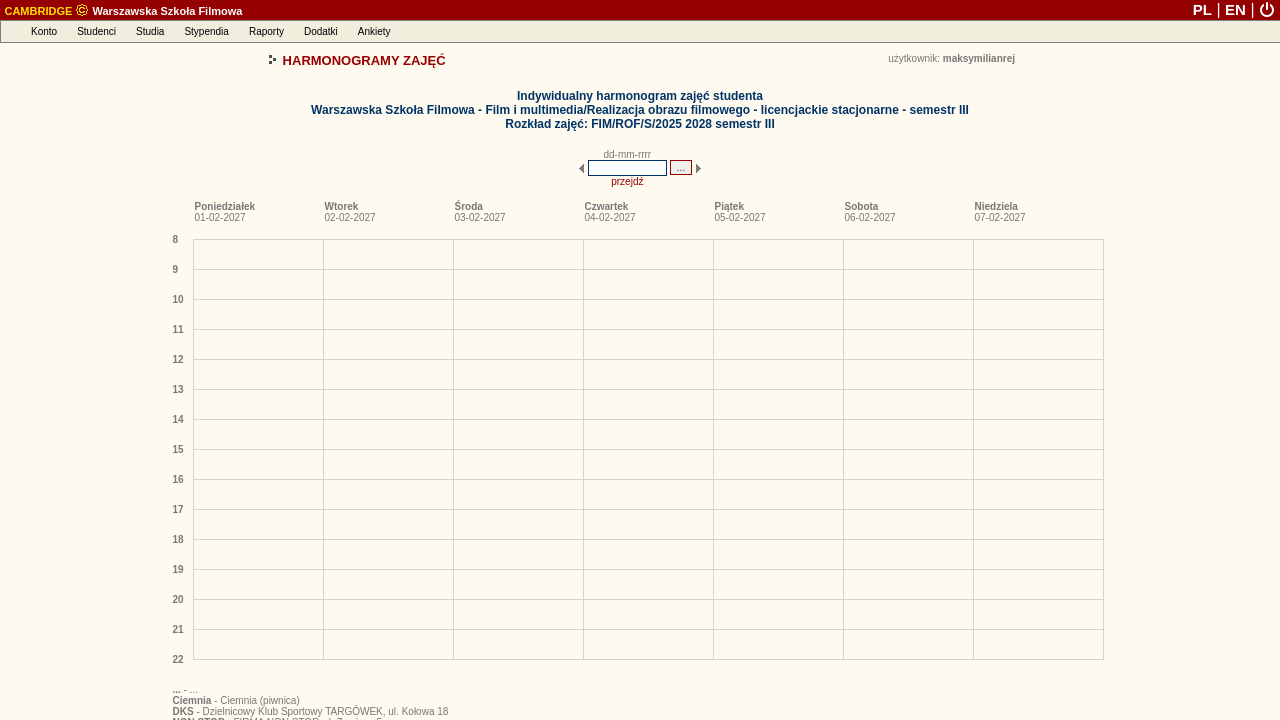 CAMBRIDGE Warszawska Szkoła Filmowa
PL | EN |
Konto Studenci Studia Stypendia Raporty Dodatki Ankiety
HARMONOGRAMY ZAJĘĆ
użytkownik: maksymilianrej
Indywidualny harmonogram zajęć studenta
Warszawska Szkoła Filmowa - Film i multimedia/Realizacja obrazu filmowego - licencjackie stacjonarne - semestr III
Rozkład zajęć: FIM/ROF/S/2025 2028 semestr III
dd-mm-rrrr
...
przejdź
Poniedziałek Wtorek Środa Czwartek Piątek Sobota Niedziela
01-02-2027 02-02-2027 03-02-2027 04-02-2027 05-02-2027 06-02-2027 07-02-2027
8
9
10
11
12
13
14
15
16
17
18
19
20
21
22
... - ...
Ciemnia - Ciemnia (piwnica)
DKS - Dzielnicowy Klub Sportowy TARGÓWEK, ul. Kołowa 18